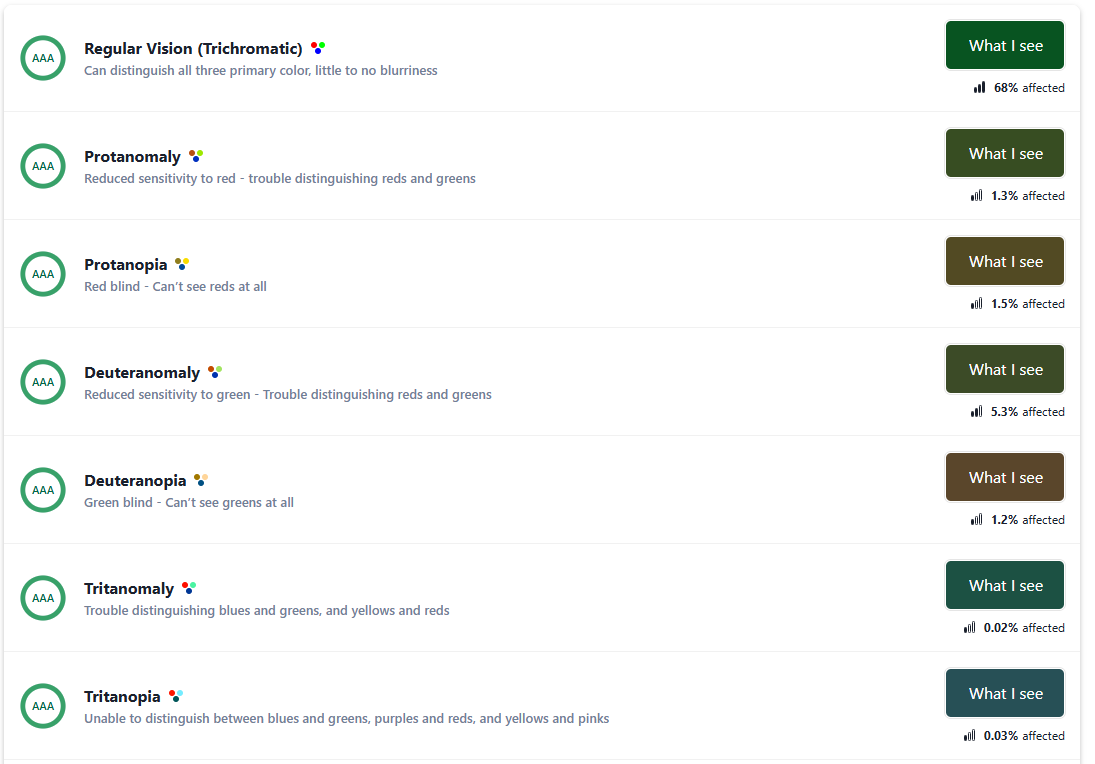 AAA
Regular Vision (Trichromatic)
Can distinguish all three primary color, little to no blurriness
What I see
68% affected
AAA
Protanomaly
Reduced sensitivity to red - trouble distinguishing reds and greens
What I see
1.3% affected
AAA
Protanopia
Red blind - Can't see reds at all
What I see
1.5% affected
AAA
Deuteranomaly
Reduced sensitivity to green - Trouble distinguishing reds and greens
What I see
5.3% affected
AAA
Deuteranopia
Green blind - Can't see greens at all
What I see
1.2% affected
AAA
Tritanomaly
Trouble distinguishing blues and greens, and yellows and reds
What I see
0.02% affected
AAA
Tritanopia
Unable to distinguish between blues and greens, purples and reds, and yellows and pinks
What I see
0.03% affected